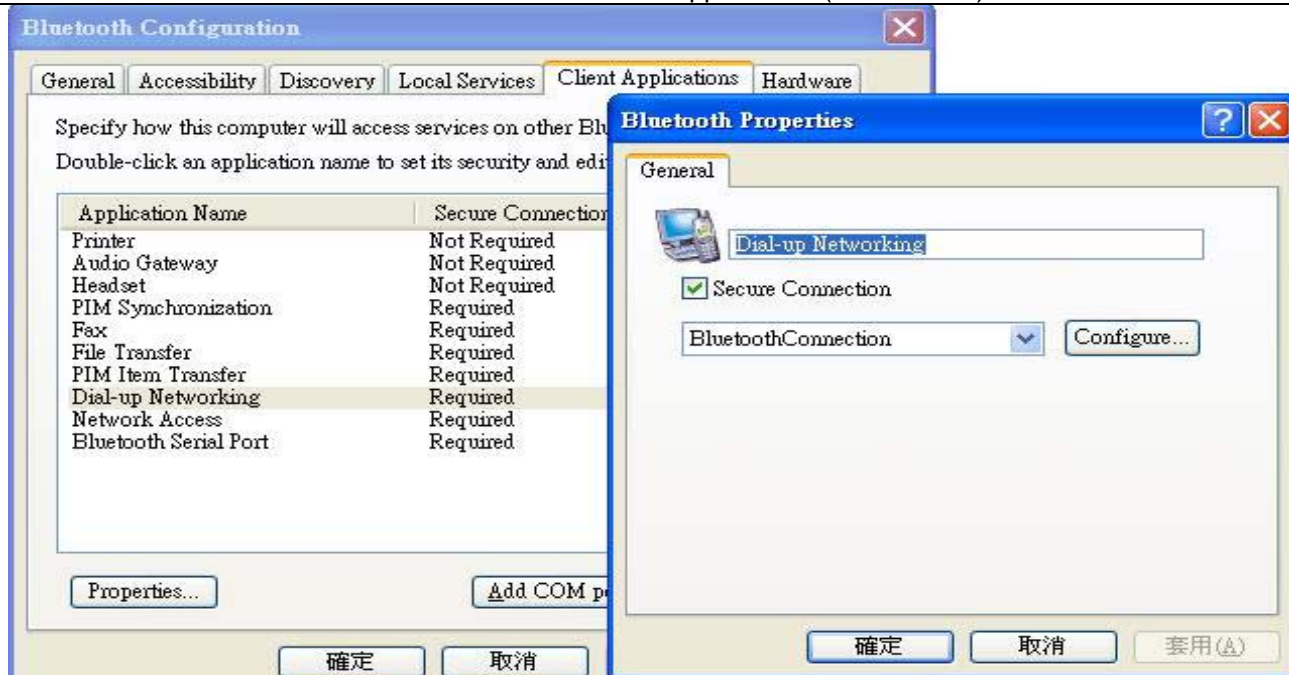 Bluetooth Configuration
General Accessibility Discovery Local Services Client Applications Hardware
Specify how this computer will access services on other
Double-click an application name to set its security and
Application Name Secure Connection
Printer Not Required
Audio Gateway Not Required
Headset Not Required
PIM Synchronization Required
Fax Required
File Transfer Required
PIM Item Transfer Required
Dial-up Networking Required
Network Access Required
Bluetooth Serial Port Required
Properties... Add COM
確定 取消
Bluetooth Properties
General
Dial-up Networking
Secure Connection
BluetoothConnection Configure...
確定 取消 套用(A)